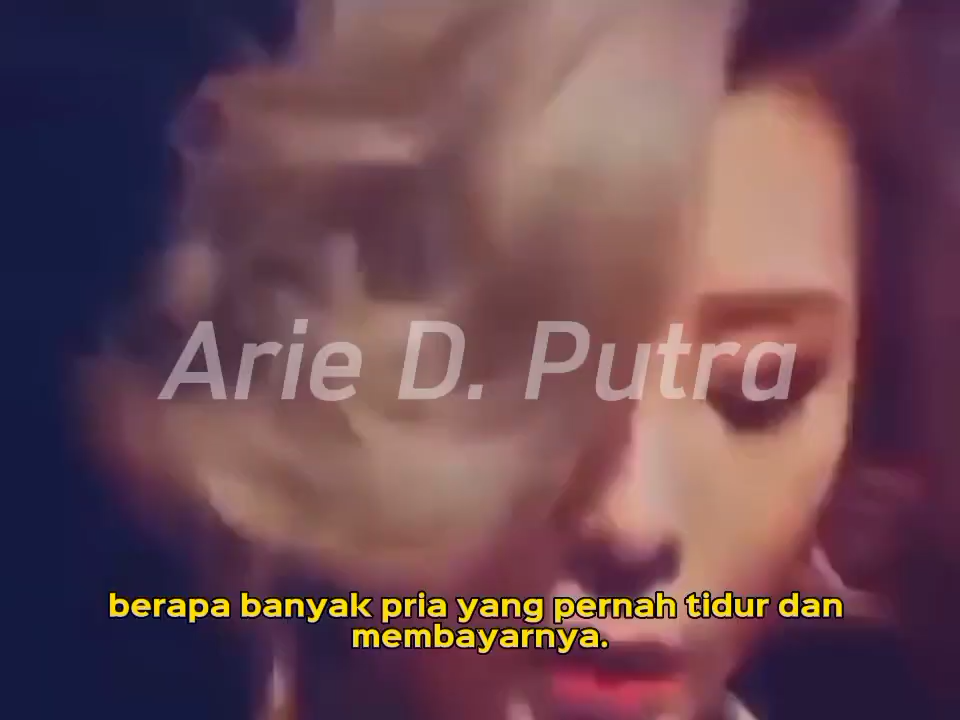 Arie D. Putra
berapa banyak pria yang pernah tidur dan
membayarnya.